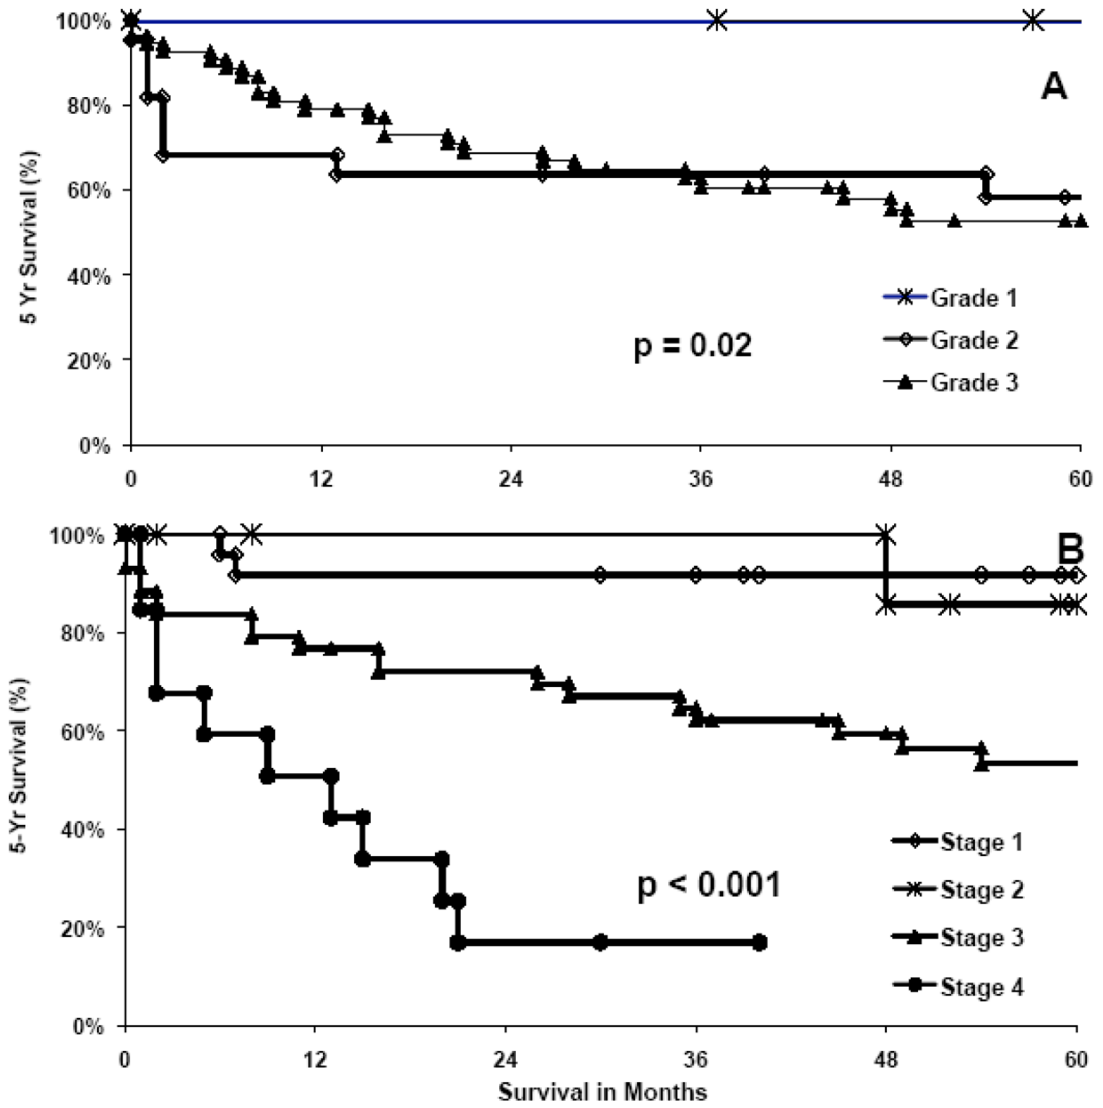 100%
80%
60%
40%
20%
0%
5 Yr Survival (%)
A
Grade 1
Grade 2
Grade 3
p = 0.02
0 12 24 36 48 60
100%
80%
60%
40%
20%
0%
5-Yr Survival (%)
B
Stage 1
Stage 2
Stage 3
Stage 4
p < 0.001
0 12 24 36 48 60
Survival in Months